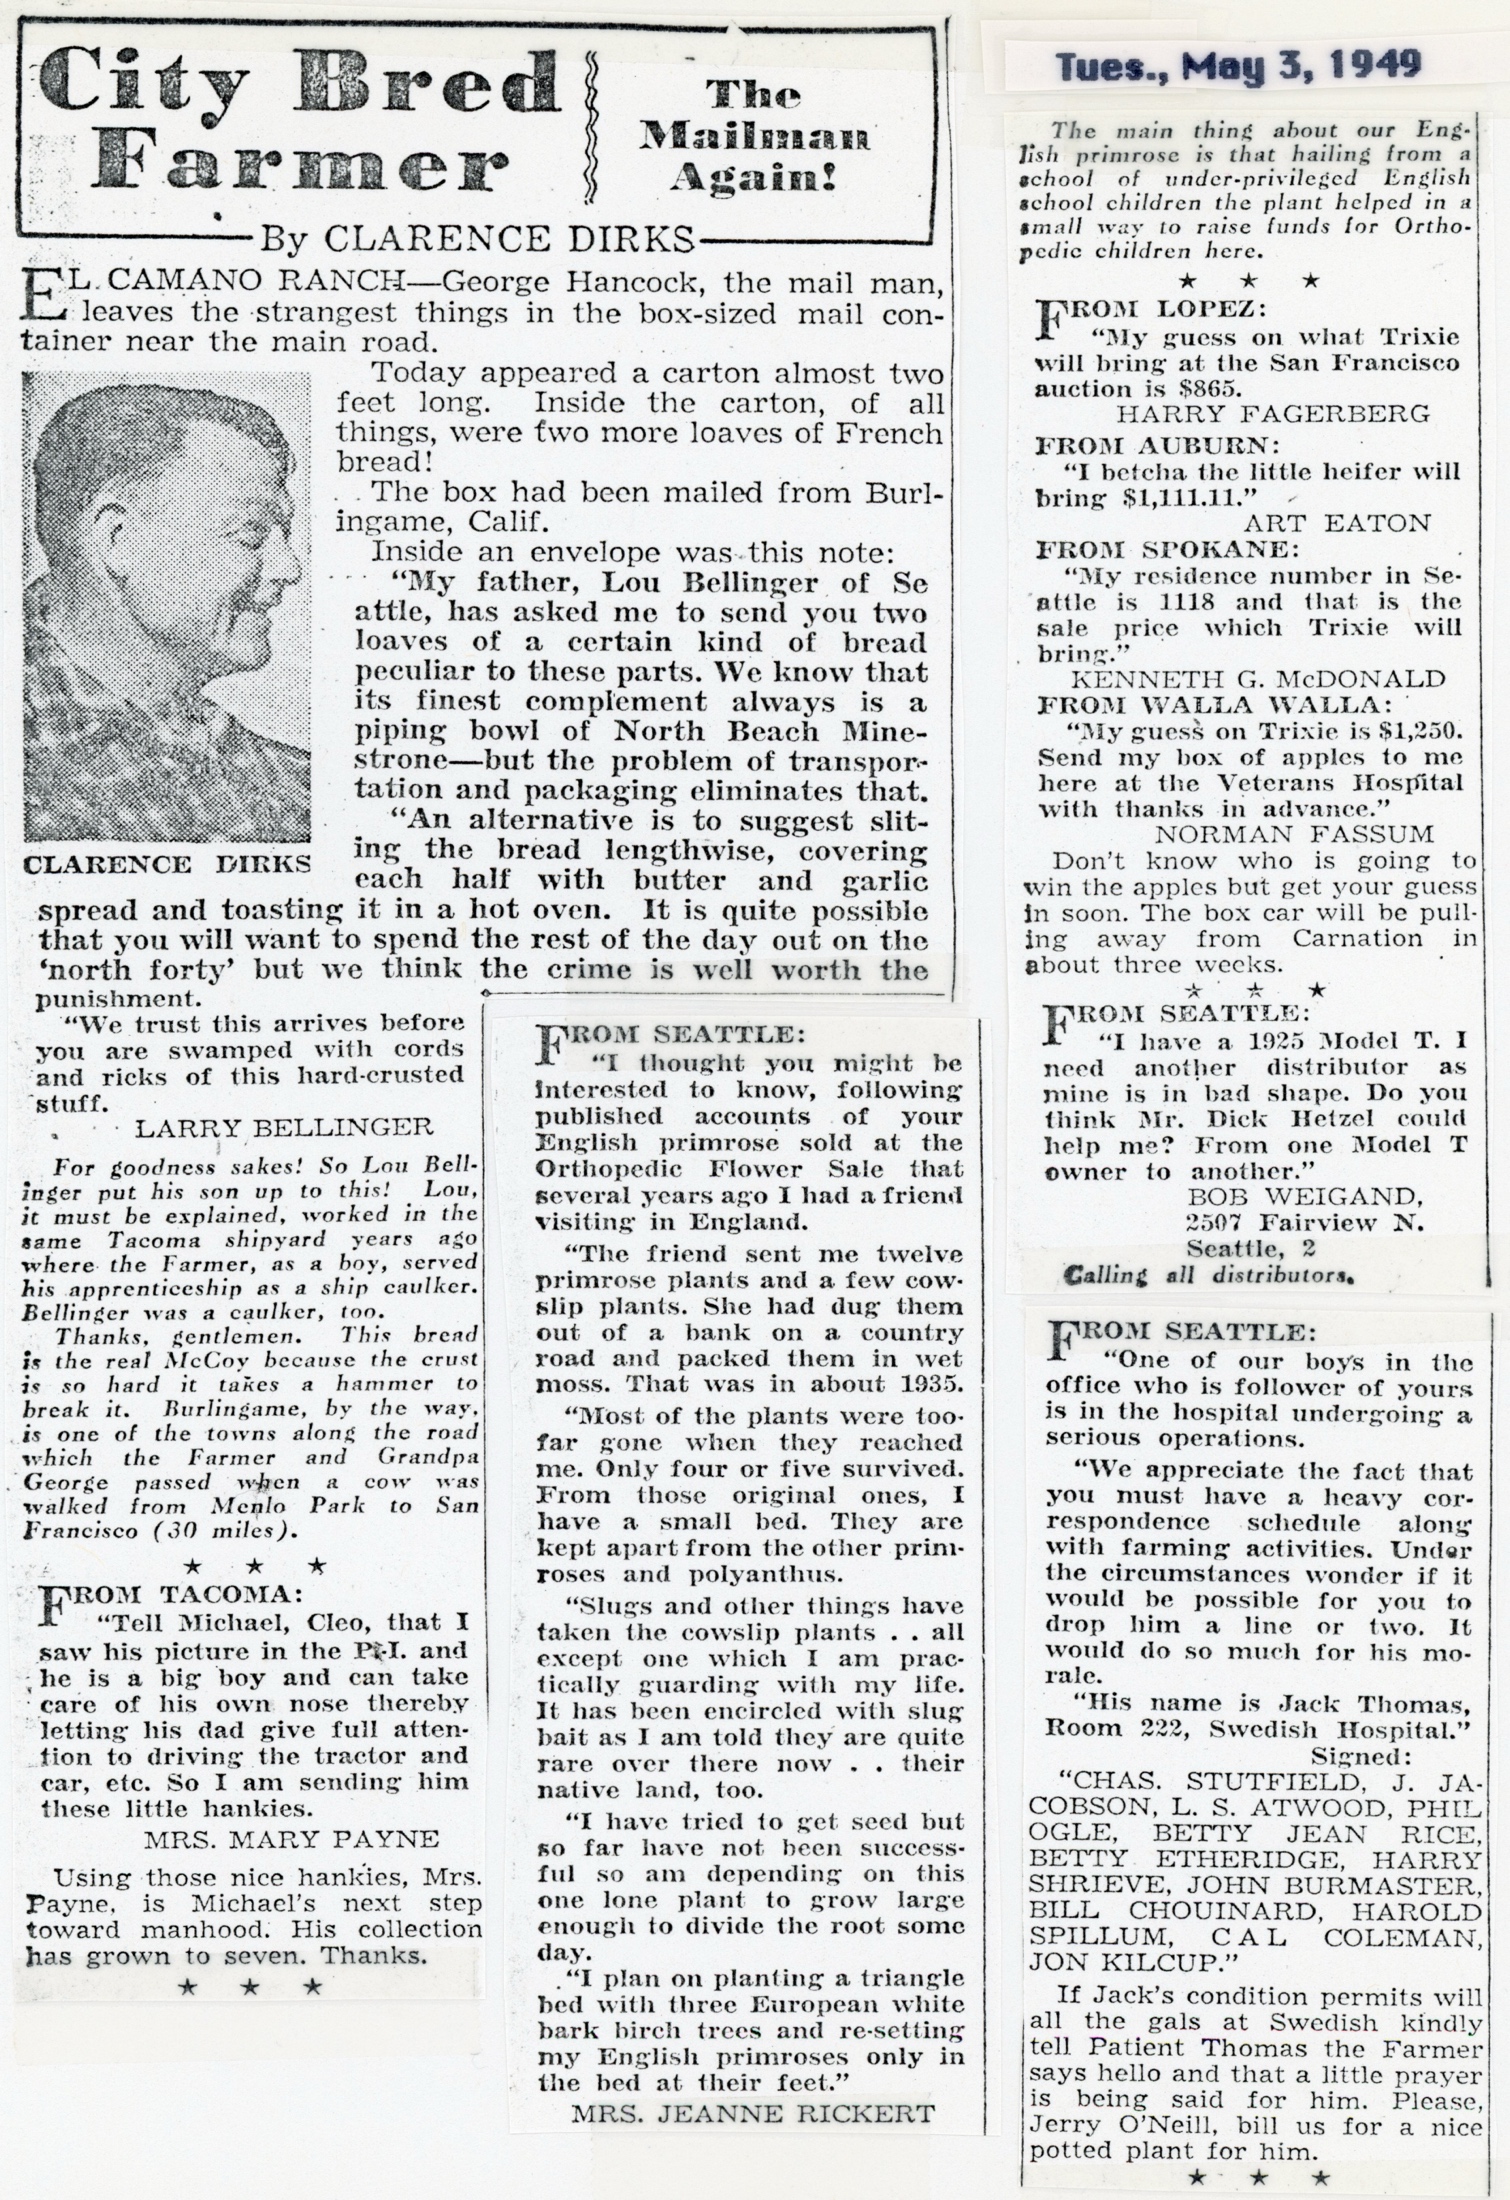 City Bred
Farmer
The
Mailman
Again!
By CLARENCE DIRKS
EL CAMANO RANCH—George Hancock, the mail man,
leaves the strangest things in the box-sized mail con-
tainer near the main road.
Today appeared a carton almost two
feet long. Inside the carton, of all
things, were two more loaves of French
bread!
The box had been mailed from Burl-
ingame, Calif.
Inside an envelope was this note:
"My father, Lou Bellinger of Se
attle, has asked me to send you two
loaves of a certain kind of bread
peculiar to these parts. We know that
its finest complement always is a
piping bowl of North Beach Mine-
strone—but the problem of transpor-
tation and packaging eliminates that.
"An alternative is to suggest slit-
ing the bread lengthwise, covering
each half with butter and garlic
CLARENCE DIRKS
spread and toasting it in a hot oven. It is quite possible
that you will want to spend the rest of the day out on the
'north forty' but we think the crime is well worth the
punishment.
"We trust this arrives before
you are swamped with cords
and ricks of this hard-crusted
stuff.
LARRY BELLINGER
For goodness sakes! So Lou Bell-
inger put his son up to this! Lou,
it must be explained, worked in the
same Tacoma shipyard years ago
where the Farmer, as a boy, served
his apprenticeship as a ship caulker.
Bellinger was a caulker, too.
Thanks, gentlemen. This bread
is the real McCoy because the crust
is so hard it takes a hammer to
break it. Burlingame, by the way,
is one of the towns along the road
which the Farmer and Grandpa
George passed when a cow was
walked from Menlo Park to San
Francisco (30 miles).
★ ★ ★
FROM TACOMA:
"Tell Michael, Cleo, that I
saw his picture in the P.-I. and
he is a big boy and can take
care of his own nose thereby
letting his dad give full atten-
tion to driving the tractor and
car, etc. So I am sending him
these little hankies.
MRS. MARY PAYNE
Using those nice hankies, Mrs.
Payne, is Michael's next step
toward manhood. His collection
has grown to seven. Thanks.
★ ★ ★
FROM SEATTLE:
"I thought you might be
interested to know, following
published accounts of your
English primrose sold at the
Orthopedic Flower Sale that
several years ago I had a friend
visiting in England.
"The friend sent me twelve
primrose plants and a few cow-
slip plants. She had dug them
out of a bank on a country
road and packed them in wet
moss. That was in about 1935.
"Most of the plants were too-
far gone when they reached
me. Only four or five survived.
From those original ones, I
have a small bed. They are
kept apart from the other prim-
roses and polyanthus.
"Slugs and other things have
taken the cowslip plants . . all
except one which I am prac-
tically guarding with my life.
It has been encircled with slug
bait as I am told they are quite
rare over there now . . their
native land, too.
"I have tried to get seed but
so far have not been success-
ful so am depending on this
one lone plant to grow large
enough to divide the root some
day.
"I plan on planting a triangle
bed with three European white
bark birch trees and re-setting
my English primroses only in
the bed at their feet."
MRS. JEANNE RICKERT
Tues., May 3, 1949
The main thing about our Eng-
lish primrose is that hailing from a
school of under-privileged English
school children the plant helped in a
small way to raise funds for Ortho-
pedic children here.
★ ★ ★
FROM LOPEZ:
"My guess on what Trixie
will bring at the San Francisco
auction is $865.
HARRY FAGERBERG
FROM AUBURN:
"I betcha the little heifer will
bring $1,111.11."
ART EATON
FROM SPOKANE:
"My residence number in Se-
attle is 1118 and that is the
sale price which Trixie will
bring."
KENNETH G. McDONALD
FROM WALLA WALLA:
"My guess on Trixie is $1,250.
Send my box of apples to me
here at the Veterans Hospital
with thanks in advance."
NORMAN FASSUM
Don't know who is going to
win the apples but get your guess
in soon. The box car will be pull-
ing away from Carnation in
about three weeks.
★ ★ ★
FROM SEATTLE:
"I have a 1925 Model T. I
need another distributor as
mine is in bad shape. Do you
think Mr. Dick Hetzel could
help me? From one Model T
owner to another."
BOB WEIGAND,
2507 Fairview N.
Seattle, 2
Calling all distributors.
FROM SEATTLE:
"One of our boys in the
office who is follower of yours
is in the hospital undergoing a
serious operations.
"We appreciate the fact that
you must have a heavy cor-
respondence schedule along
with farming activities. Under
the circumstances wonder if it
would be possible for you to
drop him a line or two. It
would do so much for his mo-
rale.
"His name is Jack Thomas,
Room 222, Swedish Hospital."
Signed:
"CHAS. STUTFIELD, J. JA-
COBSON, L. S. ATWOOD, PHIL
OGLE, BETTY JEAN RICE,
BETTY ETHERIDGE, HARRY
SHRIEVE, JOHN BURMASTER,
BILL CHOUINARD, HAROLD
SPILLUM, CAL COLEMAN,
JON KILCUP."
If Jack's condition permits will
all the gals at Swedish kindly
tell Patient Thomas the Farmer
says hello and that a little prayer
is being said for him. Please,
Jerry O'Neill, bill us for a nice
potted plant for him.
★ ★ ★